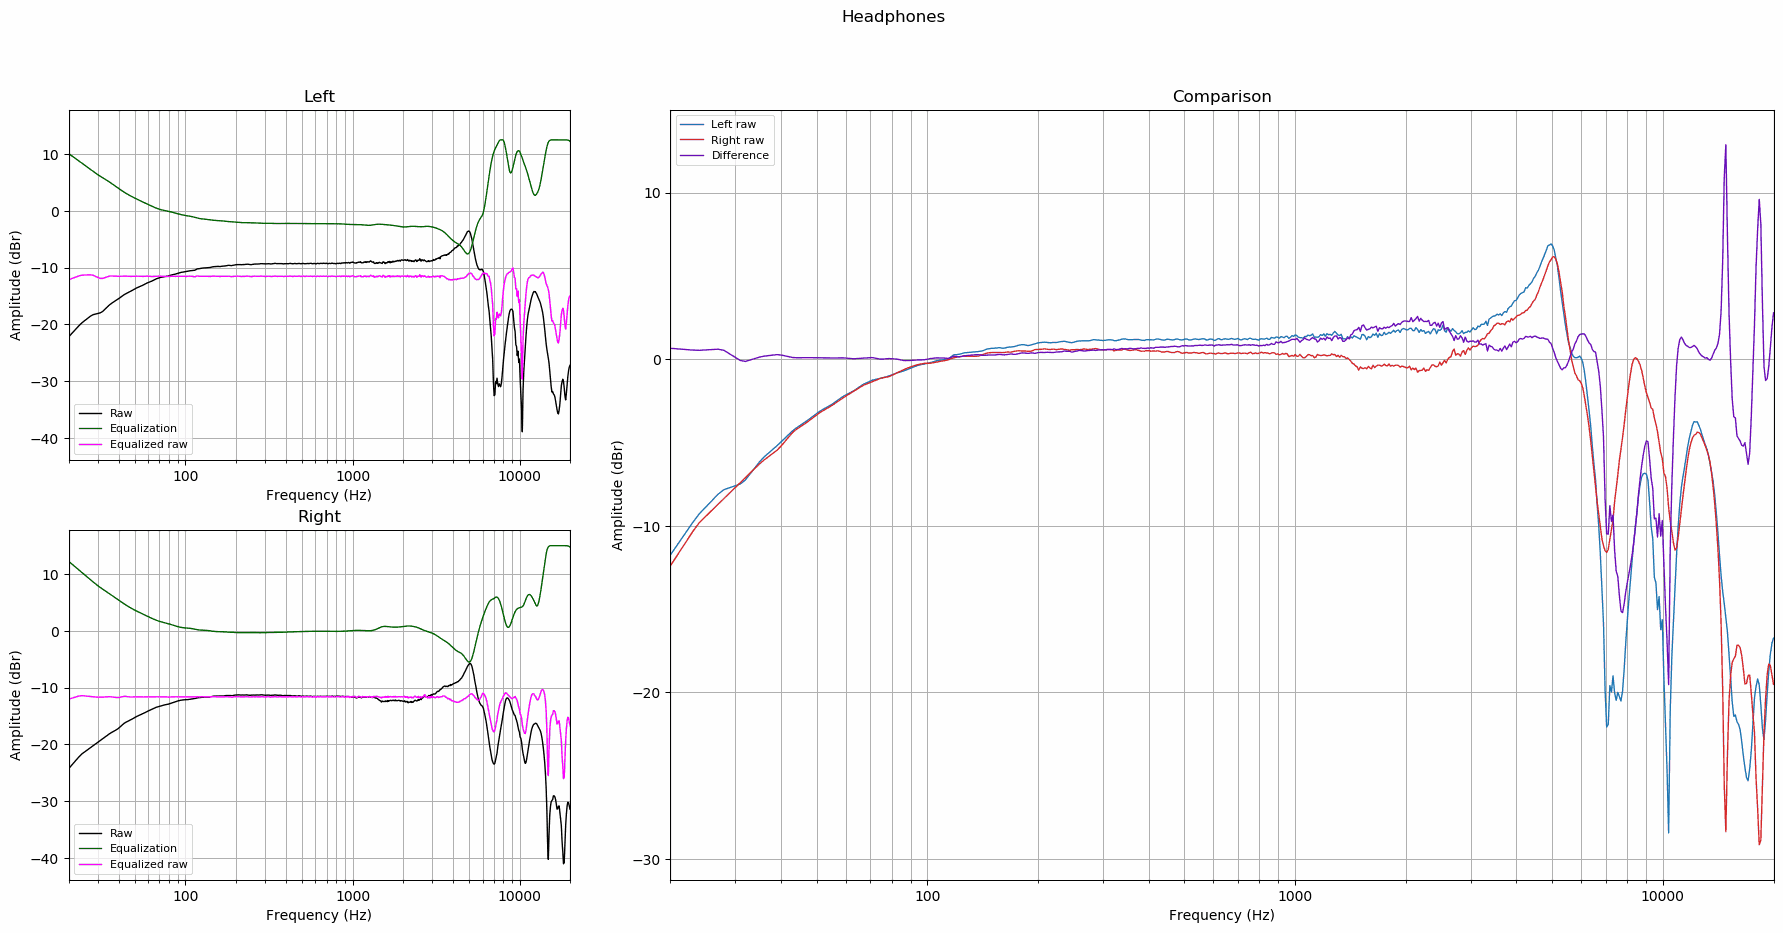 Headphones
Left
10
0
−10
−20
−30
−40
Amplitude (dBr)
Raw
Equalization
Equalized raw
100
1000
10000
Frequency (Hz)
Right
10
0
−10
−20
−30
−40
Amplitude (dBr)
Raw
Equalization
Equalized raw
100
1000
10000
Frequency (Hz)
Comparison
Left raw
Right raw
Difference
10
0
−10
−20
−30
Amplitude (dBr)
100
1000
10000
Frequency (Hz)